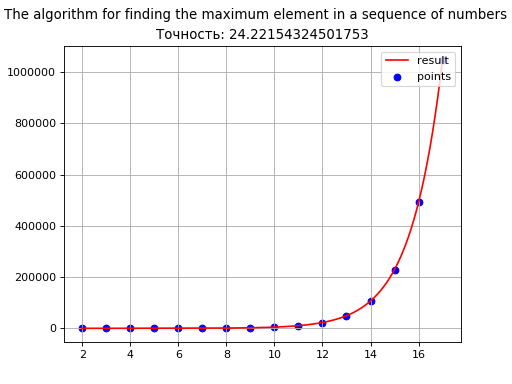 The algorithm for finding the maximum element in a sequence of numbers
Точность: 24.22154324501753
result
points
1000000
800000
600000
400000
200000
0
2 4 6 8 10 12 14 16